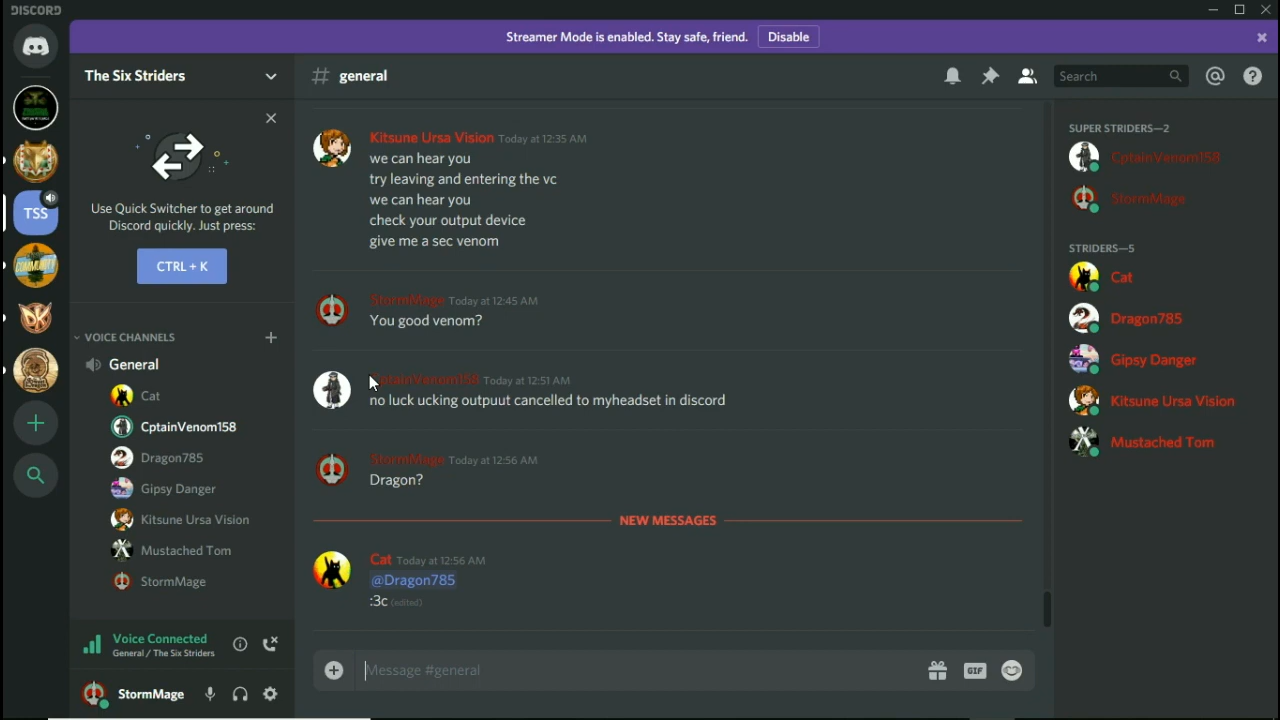 DISCORD
Streamer Mode is enabled. Stay safe, friend. Disable
The Six Striders
general
Search
Use Quick Switcher to get around
Discord quickly. Just press:
CTRL + K
VOICE CHANNELS
General
Cat
CptainVenom158
Dragon785
Gipsy Danger
Kitsune Ursa Vision
Mustached Tom
StormMage
Voice Connected
General / The Six Striders
StormMage
TSS
Kitsune Ursa Vision Today at 12:35 AM
we can hear you
try leaving and entering the vc
we can hear you
check your output device
give me a sec venom
StormMage Today at 12:45 AM
You good venom?
CptainVenom158 Today at 12:51 AM
no luck ucking outpuut cancelled to myheadset in discord
StormMage Today at 12:56 AM
Dragon?
NEW MESSAGES
Cat Today at 12:56 AM
@Dragon785
:3c (edited)
Message #general
GIF
SUPER STRIDERS—2
CptainVenom158
StormMage
STRIDERS—5
Cat
Dragon785
Gipsy Danger
Kitsune Ursa Vision
Mustached Tom